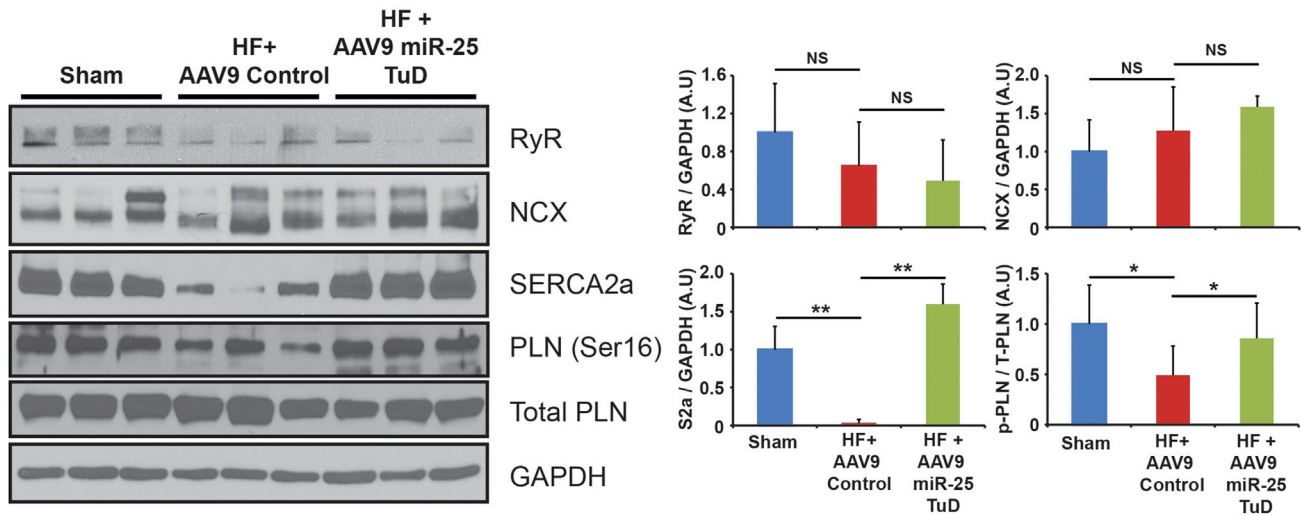 Sham
HF+
AAV9 Control
HF +
AAV9 miR-25
TuD
RyR
NCX
SERCA2a
PLN (Ser16)
Total PLN
GAPDH
RyR / GAPDH (A.U)
1.6
1.2
0.8
0.4
0
NS
NS
NCX / GAPDH (A.U)
2.0
1.5
1.0
0.5
0
NS
NS
S2a / GAPDH (A.U)
2.0
1.5
1.0
0.5
0
**
**
Sham
HF+
AAV9
Control
HF +
AAV9
miR-25
TuD
p-PLN / T-PLN (A.U)
1.5
1.0
0.5
0
*
*
Sham
HF+
AAV9
Control
HF +
AAV9
miR-25
TuD